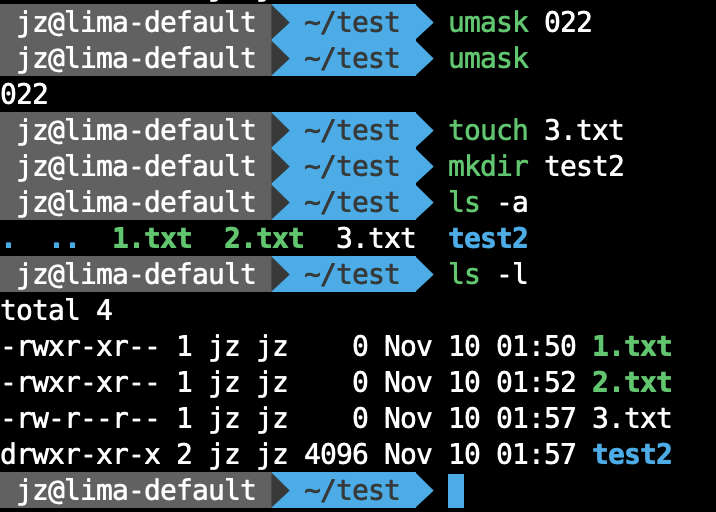 jz@lima-default ~/test umask 022
jz@lima-default ~/test umask
022
jz@lima-default ~/test touch 3.txt
jz@lima-default ~/test mkdir test2
jz@lima-default ~/test ls -a
. .. 1.txt 2.txt 3.txt test2
jz@lima-default ~/test ls -l
total 4
-rwxr-xr-- 1 jz jz 0 Nov 10 01:50 1.txt
-rwxr-xr-- 1 jz jz 0 Nov 10 01:52 2.txt
-rw-r--r-- 1 jz jz 0 Nov 10 01:57 3.txt
drwxr-xr-x 2 jz jz 4096 Nov 10 01:57 test2
jz@lima-default ~/test